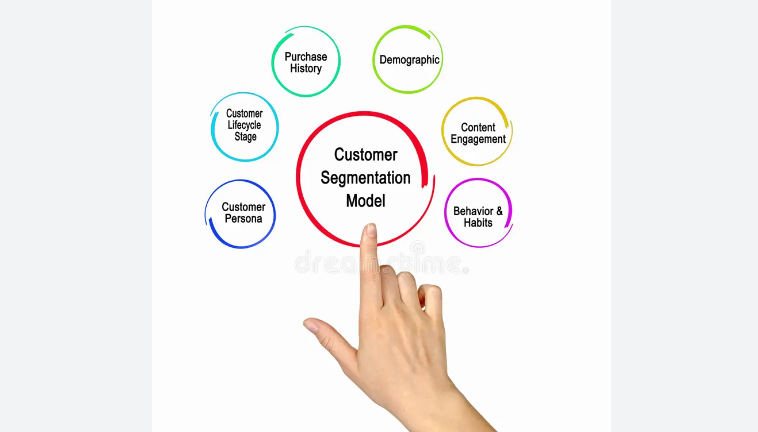 Purchase
History
Demographic
Customer
Lifecycle
Stage
Content
Engagement
Customer
Segmentation
Model
Customer
Persona
Behavior &
Habits
dreamstime.